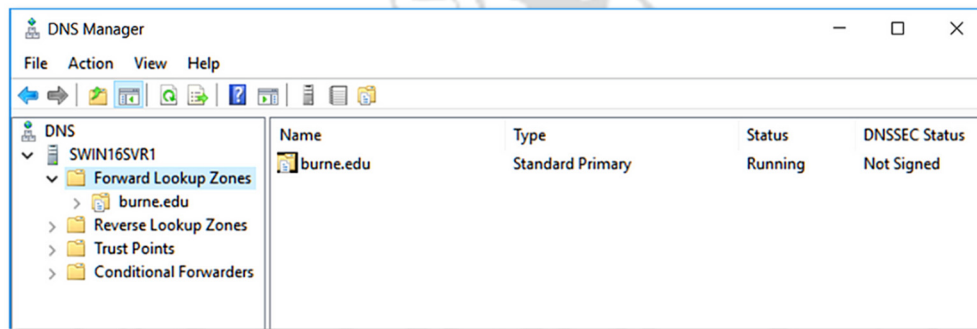 DNS Manager
File Action View Help
DNS
SWIN16SVR1
Forward Lookup Zones
burne.edu
Reverse Lookup Zones
Trust Points
Conditional Forwarders
Name Type Status DNSSEC Status
burne.edu Standard Primary Running Not Signed